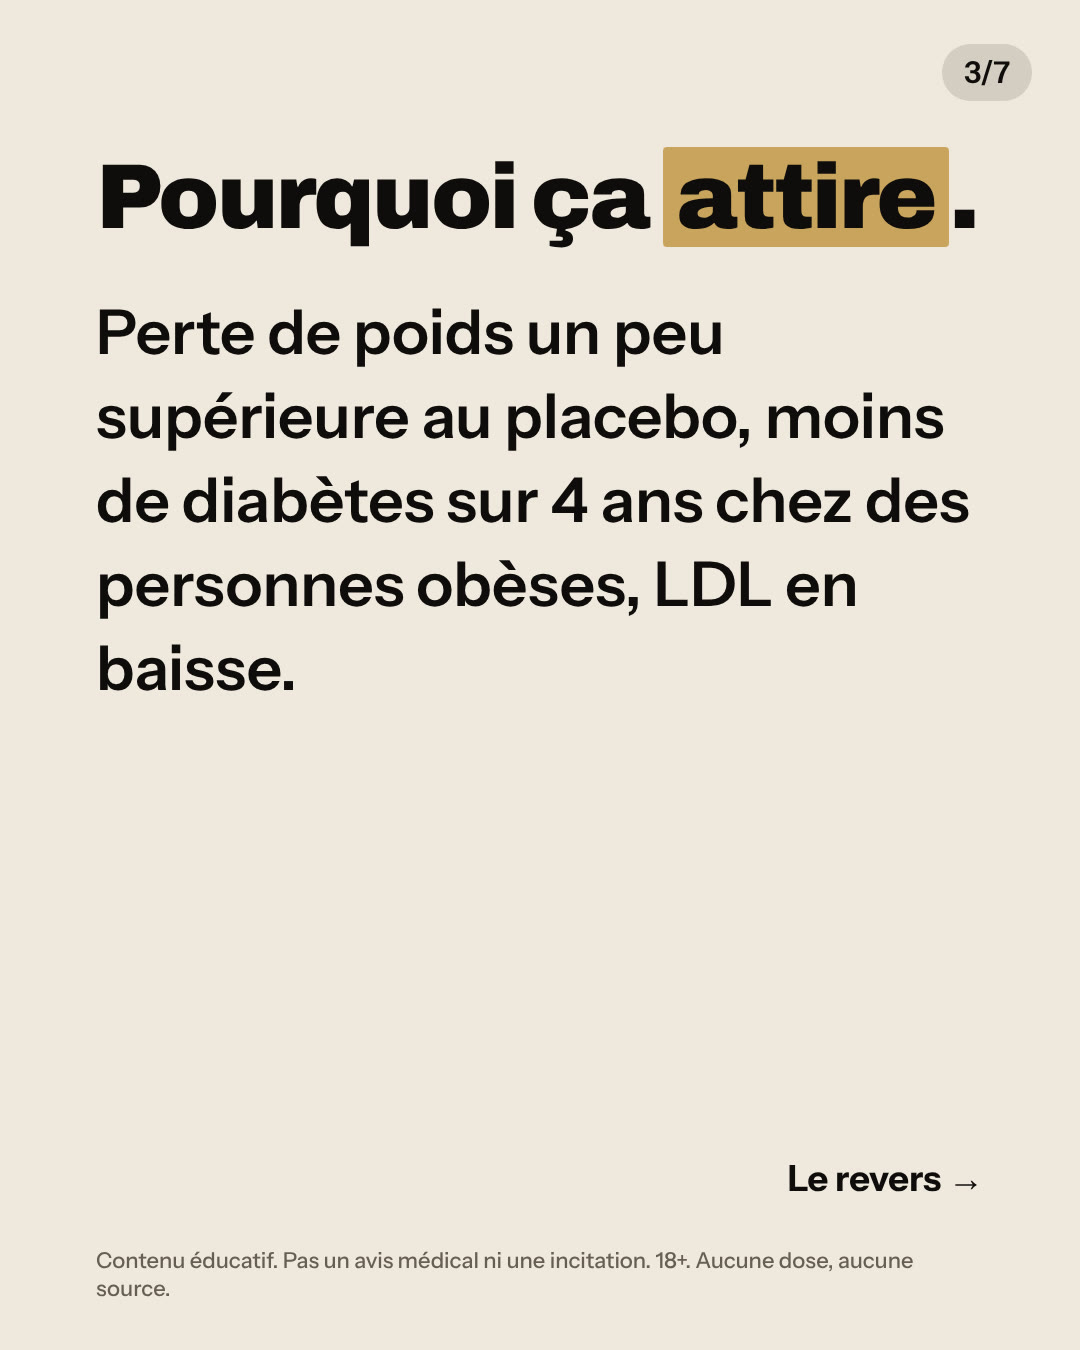 3/7
Pourquoi ça attire.
Perte de poids un peu
supérieure au placebo, moins
de diabètes sur 4 ans chez des
personnes obèses, LDL en
baisse.
Le revers →
Contenu éducatif. Pas un avis médical ni une incitation. 18+. Aucune dose, aucune
source.